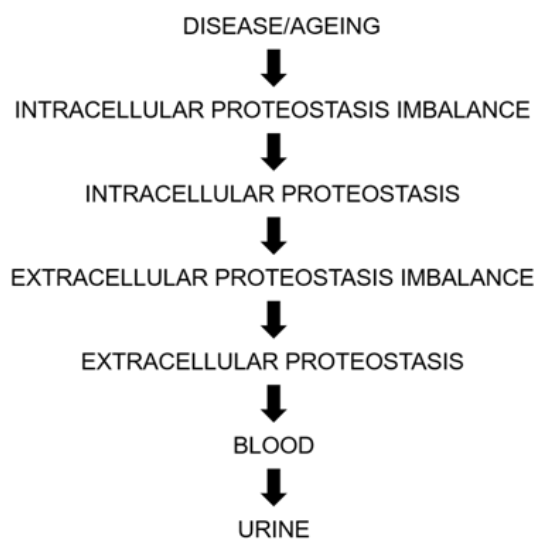 DISEASE/AGEING
INTRACELLULAR PROTEOSTASIS IMBALANCE
INTRACELLULAR PROTEOSTASIS
EXTRACELLULAR PROTEOSTASIS IMBALANCE
EXTRACELLULAR PROTEOSTASIS
BLOOD
URINE